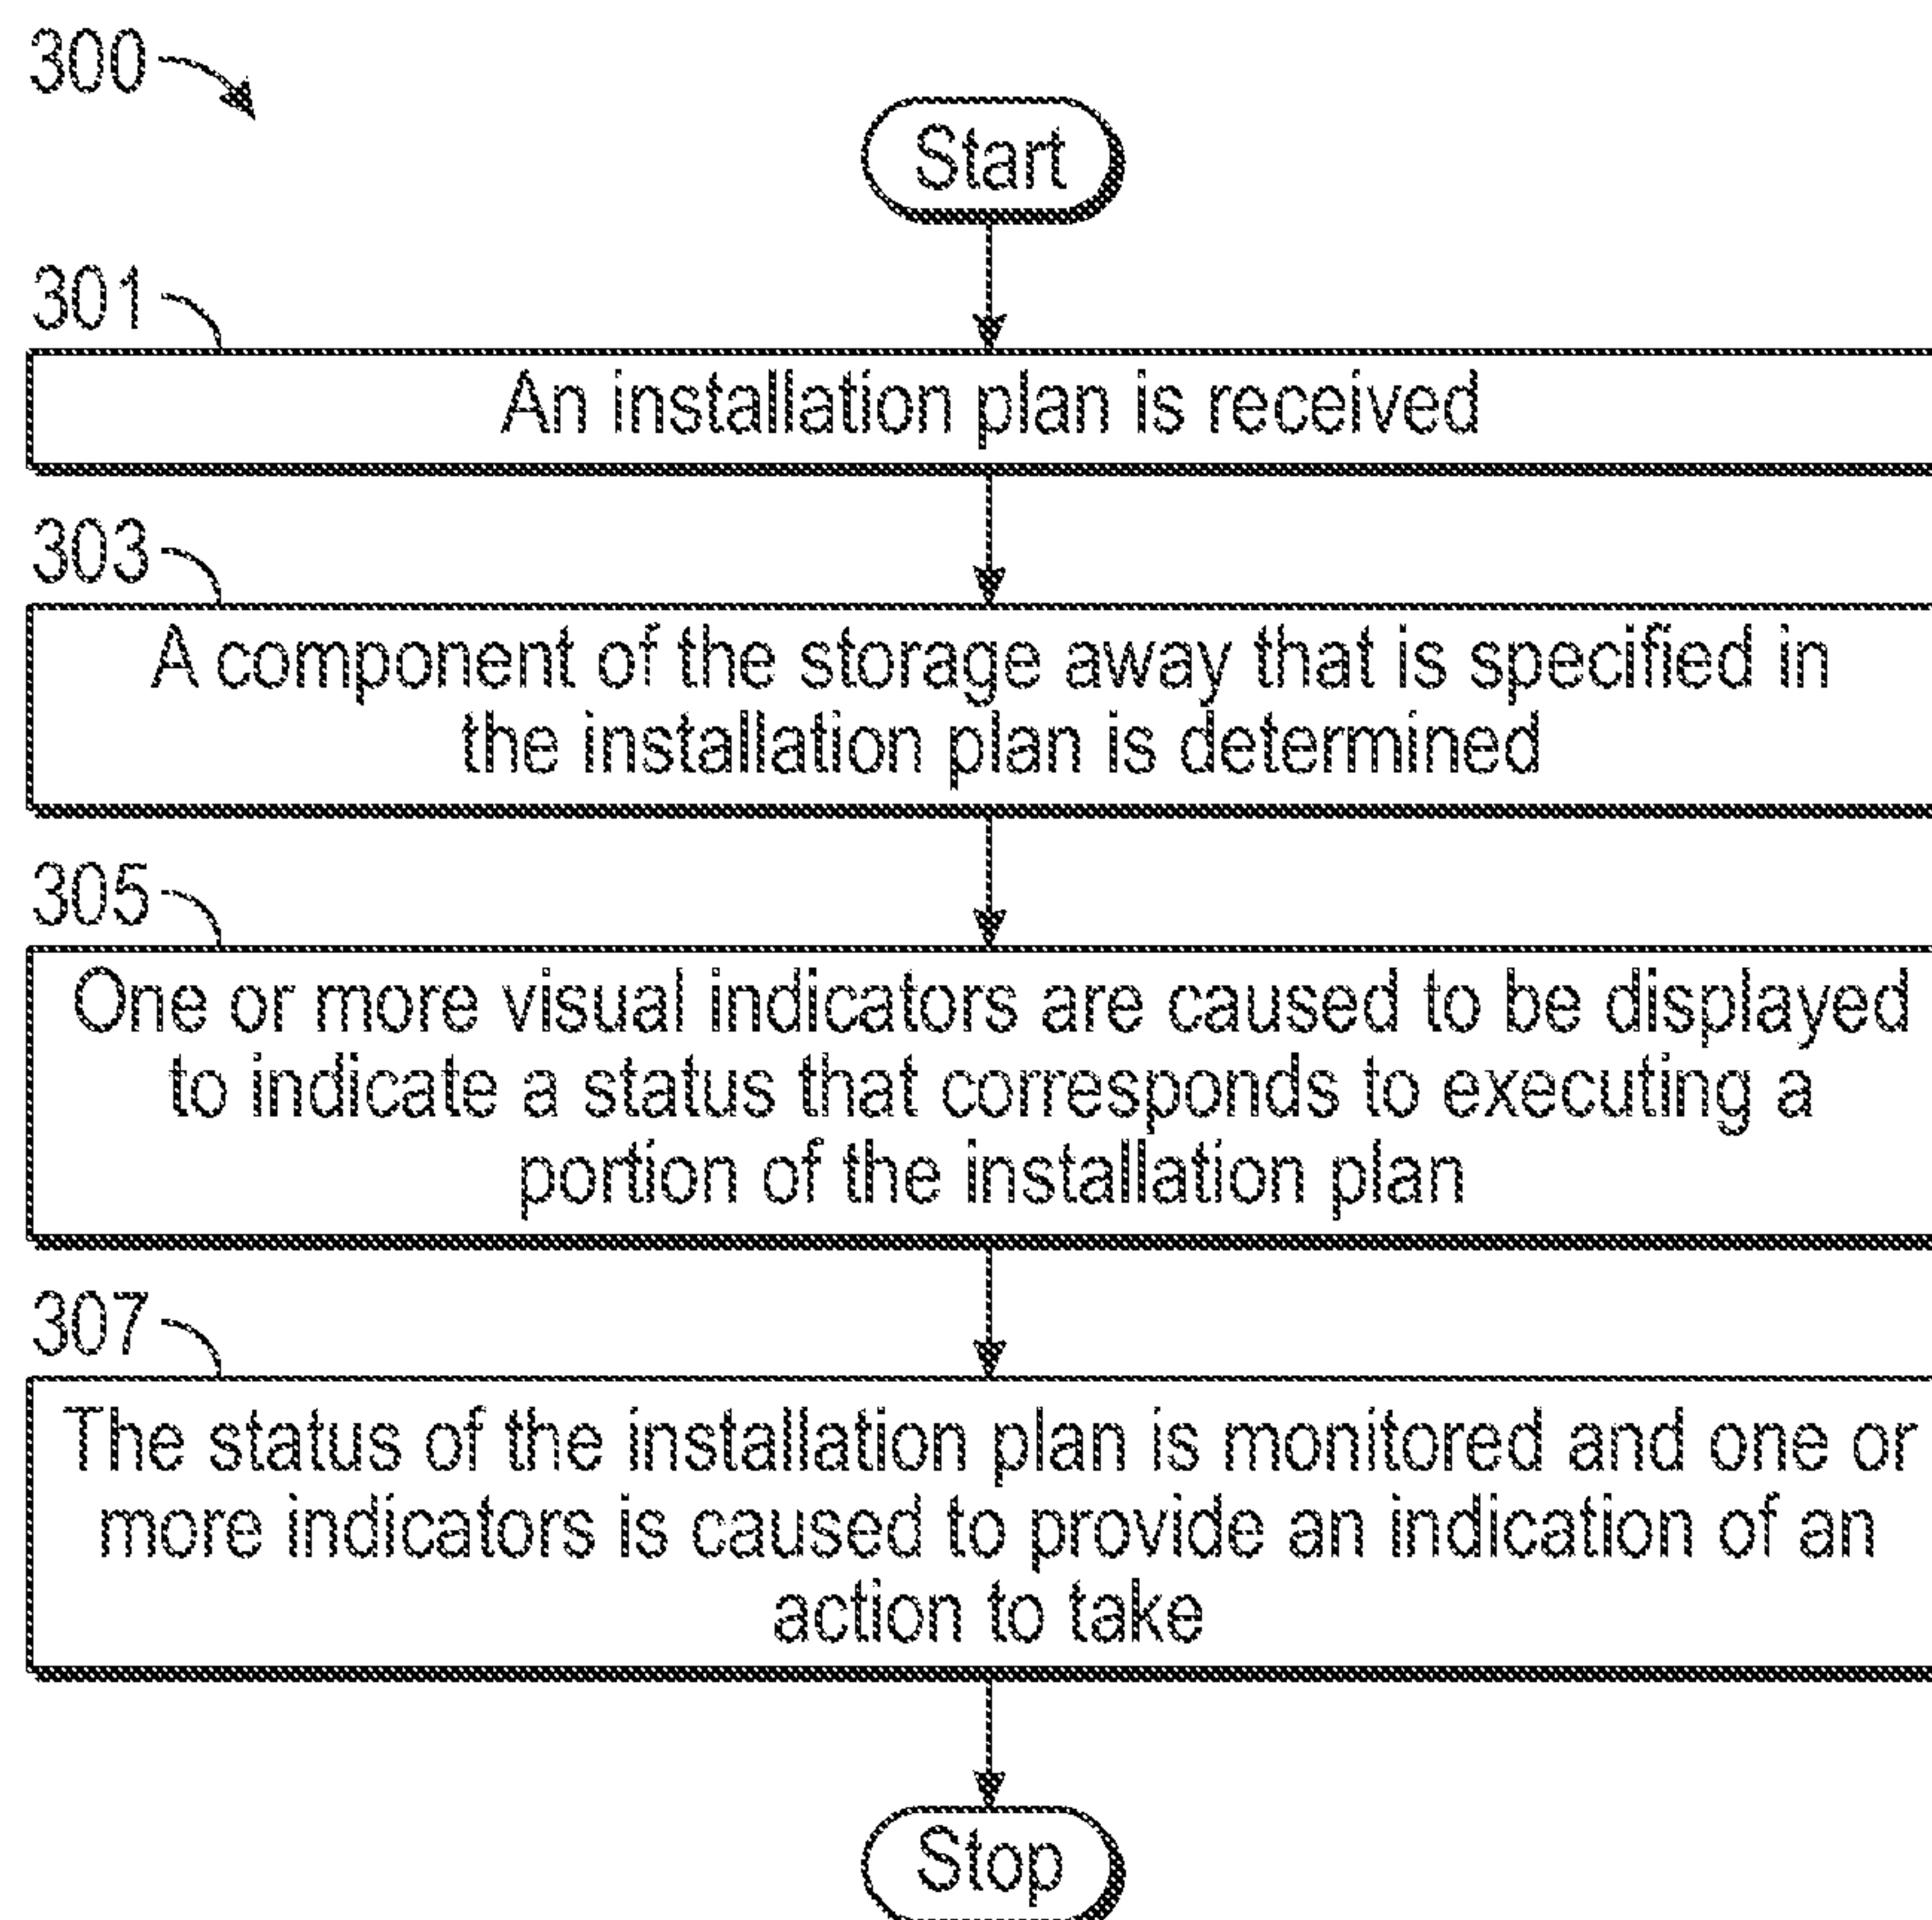 300
Start
301
An installation plan is received
303
A component of the storage away that is specified in
the installation plan is determined
305
One or more visual indicators are caused to be displayed
to indicate a status that corresponds to executing a
portion of the installation plan
307
The status of the installation plan is monitored and one or
more indicators is caused to provide an indication of an
action to take
Stop